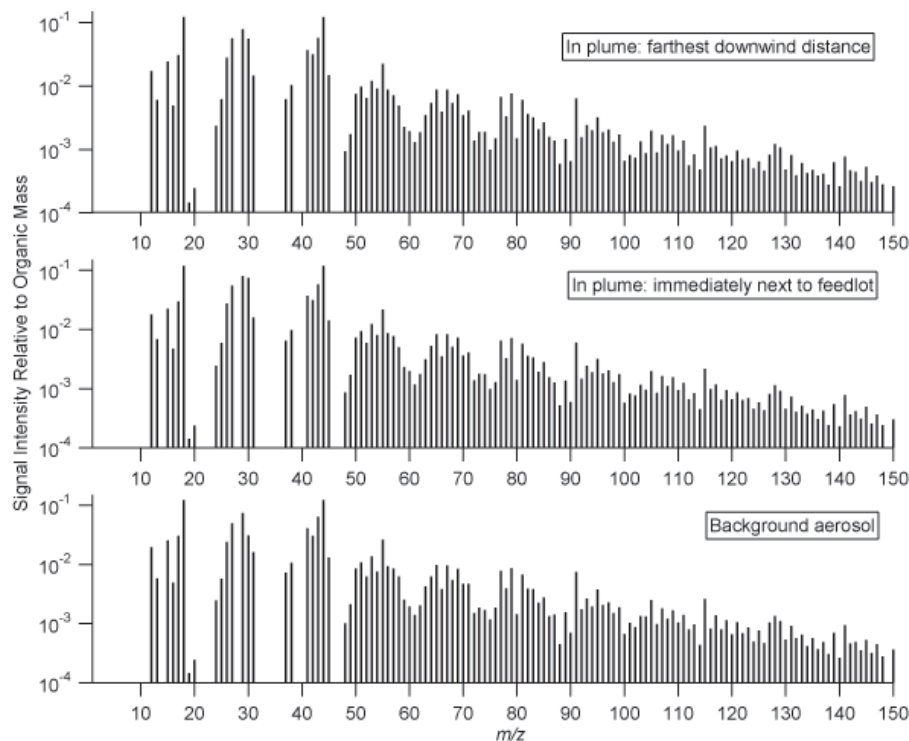 Signal Intensity Relative to Organic Mass
In plume: farthest downwind distance
10⁻¹
10⁻²
10⁻³
10⁻⁴
10 20 30 40 50 60 70 80 90 100 110 120 130 140 150
In plume: immediately next to feedlot
10⁻¹
10⁻²
10⁻³
10⁻⁴
10 20 30 40 50 60 70 80 90 100 110 120 130 140 150
Background aerosol
10⁻¹
10⁻²
10⁻³
10⁻⁴
10 20 30 40 50 60 70 80 90 100 110 120 130 140 150
m/z